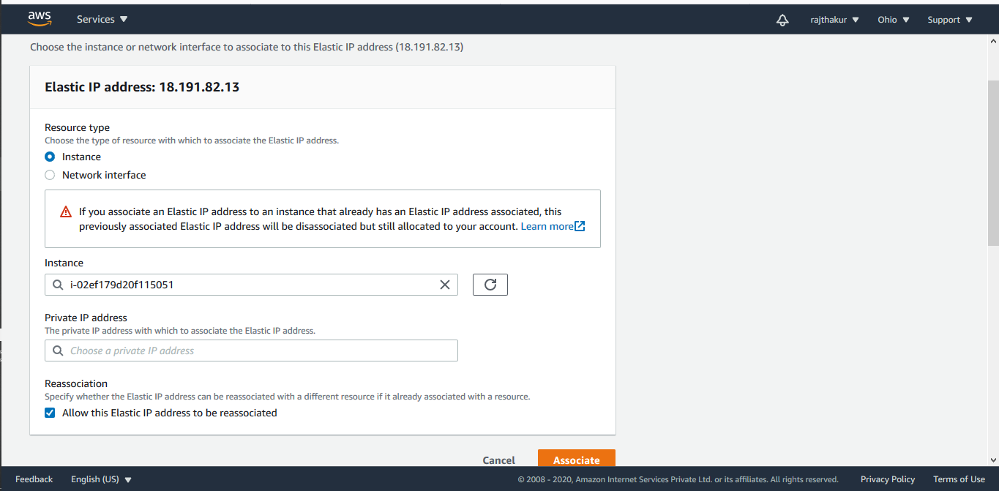 aws Services rajthakur Ohio Support
Choose the instance or network interface to associate to this Elastic IP address (18.191.82.13)
Elastic IP address: 18.191.82.13
Resource type
Choose the type of resource with which to associate the Elastic IP address.
Instance
Network interface
If you associate an Elastic IP address to an instance that already has an Elastic IP address associated, this
previously associated Elastic IP address will be disassociated but still allocated to your account. Learn more
Instance
i-02ef179d20f115051
Private IP address
The private IP address with which to associate the Elastic IP address.
Choose a private IP address
Reassociation
Specify whether the Elastic IP address can be reassociated with a different resource if it already associated with a resource.
Allow this Elastic IP address to be reassociated
Cancel Associate
Feedback English (US) © 2008 - 2020, Amazon Internet Services Private Ltd. or its affiliates. All rights reserved. Privacy Policy Terms of Use